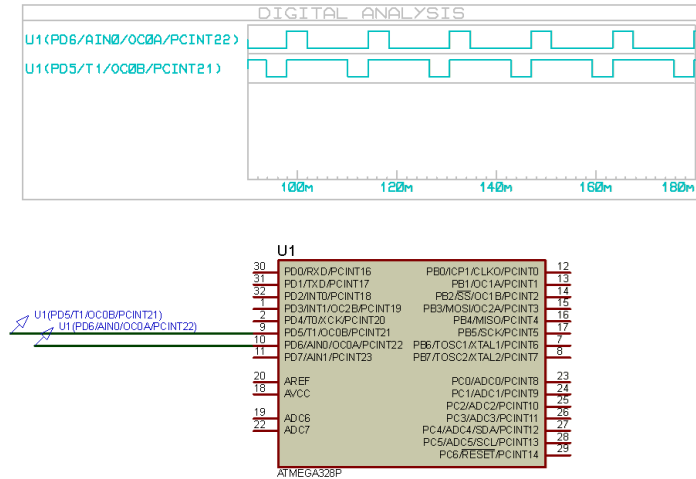 DIGITAL ANALYSIS
U1(PD6/AIN0/OC0A/PCINT22)
U1(PD5/T1/OC0B/PCINT21)
100m 120m 140m 160m 180m
U1
30 PD0/RXD/PCINT16 PB0/ICP1/CLKO/PCINT0 12
31 PD1/TXD/PCINT17 PB1/OC1A/PCINT1 13
32 PD2/INT0/PCINT18 PB2/SS/OC1B/PCINT2 14
1 PD3/INT1/OC2B/PCINT19 PB3/MOSI/OC2A/PCINT3 15
2 PD4/T0/XCK/PCINT20 PB4/MISO/PCINT4 16
U1(PD5/T1/OC0B/PCINT21)
9 PD5/T1/OC0B/PCINT21 PB5/SCK/PCINT5 17
U1(PD6/AIN0/OC0A/PCINT22)
10 PD6/AIN0/OC0A/PCINT22 PB6/TOSC1/XTAL1/PCINT6 7
11 PD7/AIN1/PCINT23 PB7/TOSC2/XTAL2/PCINT7 8
20 AREF PC0/ADC0/PCINT8 23
18 AVCC PC1/ADC1/PCINT9 24
PC2/ADC2/PCINT10 25
19 ADC6 PC3/ADC3/PCINT11 26
22 ADC7 PC4/ADC4/SDA/PCINT12 27
PC5/ADC5/SCL/PCINT13 28
PC6/RESET/PCINT14 29
ATMEGA328P